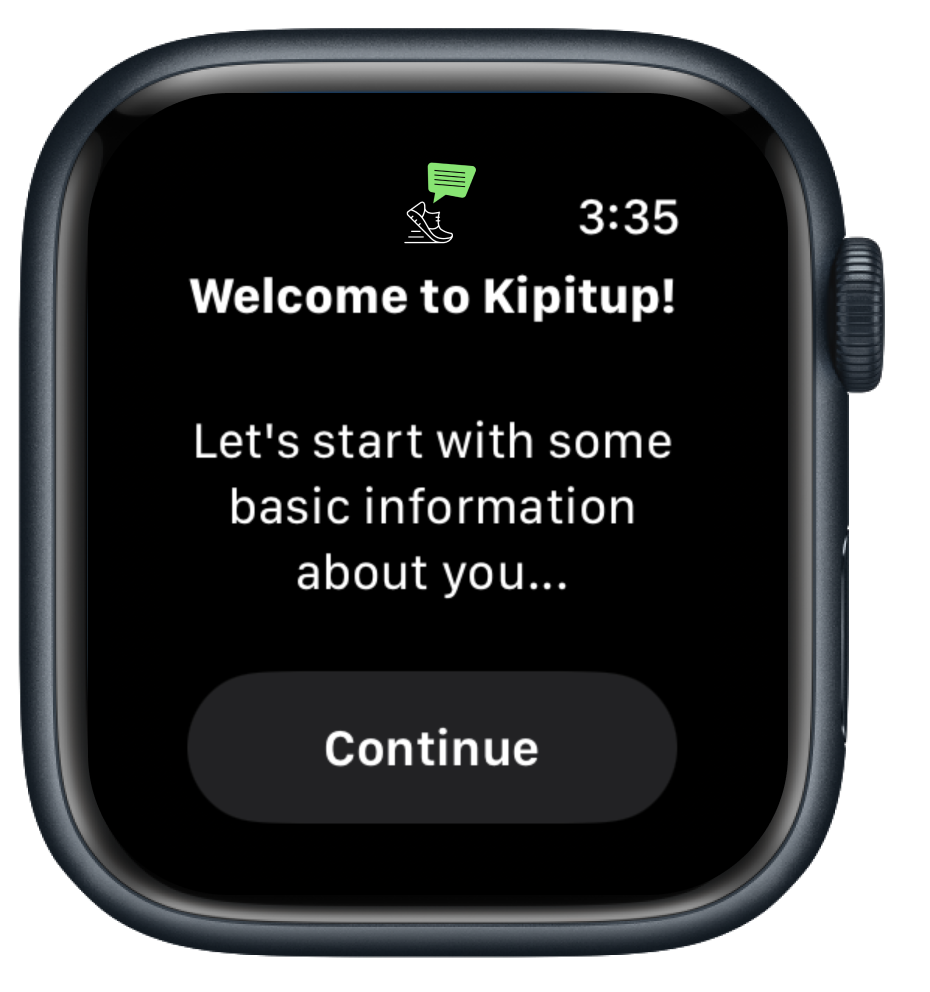 3:35
Welcome to Kipitup!
Let's start with some
basic information
about you...
Continue